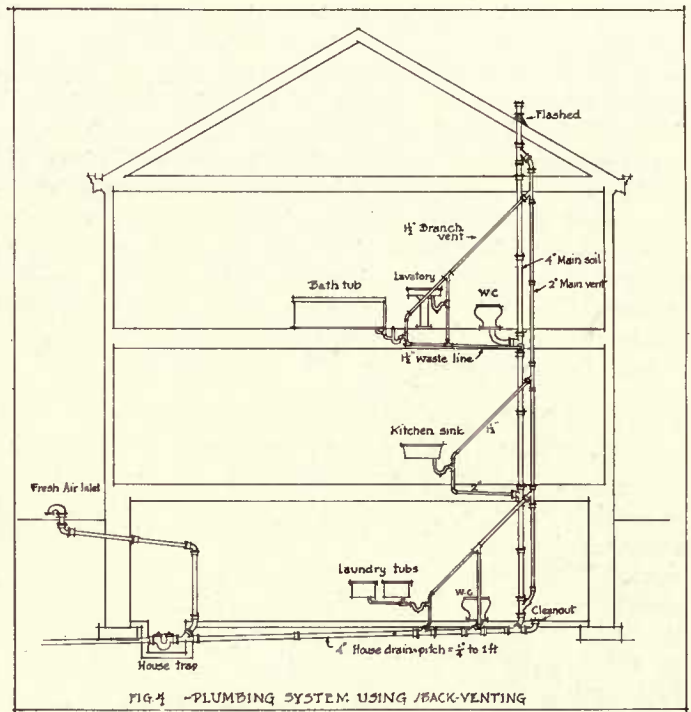 Flashed
1½" Branch
vent
4" Main soil
2" Main vent
Bath tub
Lavatory
W.C.
1½" waste line
Kitchen sink
1½"
2"
Fresh Air Inlet
Laundry tubs
W.C.
Cleanout
4" House drain-pitch = ¼" to 1 ft
House trap
FIG. 4 - PLUMBING SYSTEM USING BACK-VENTING